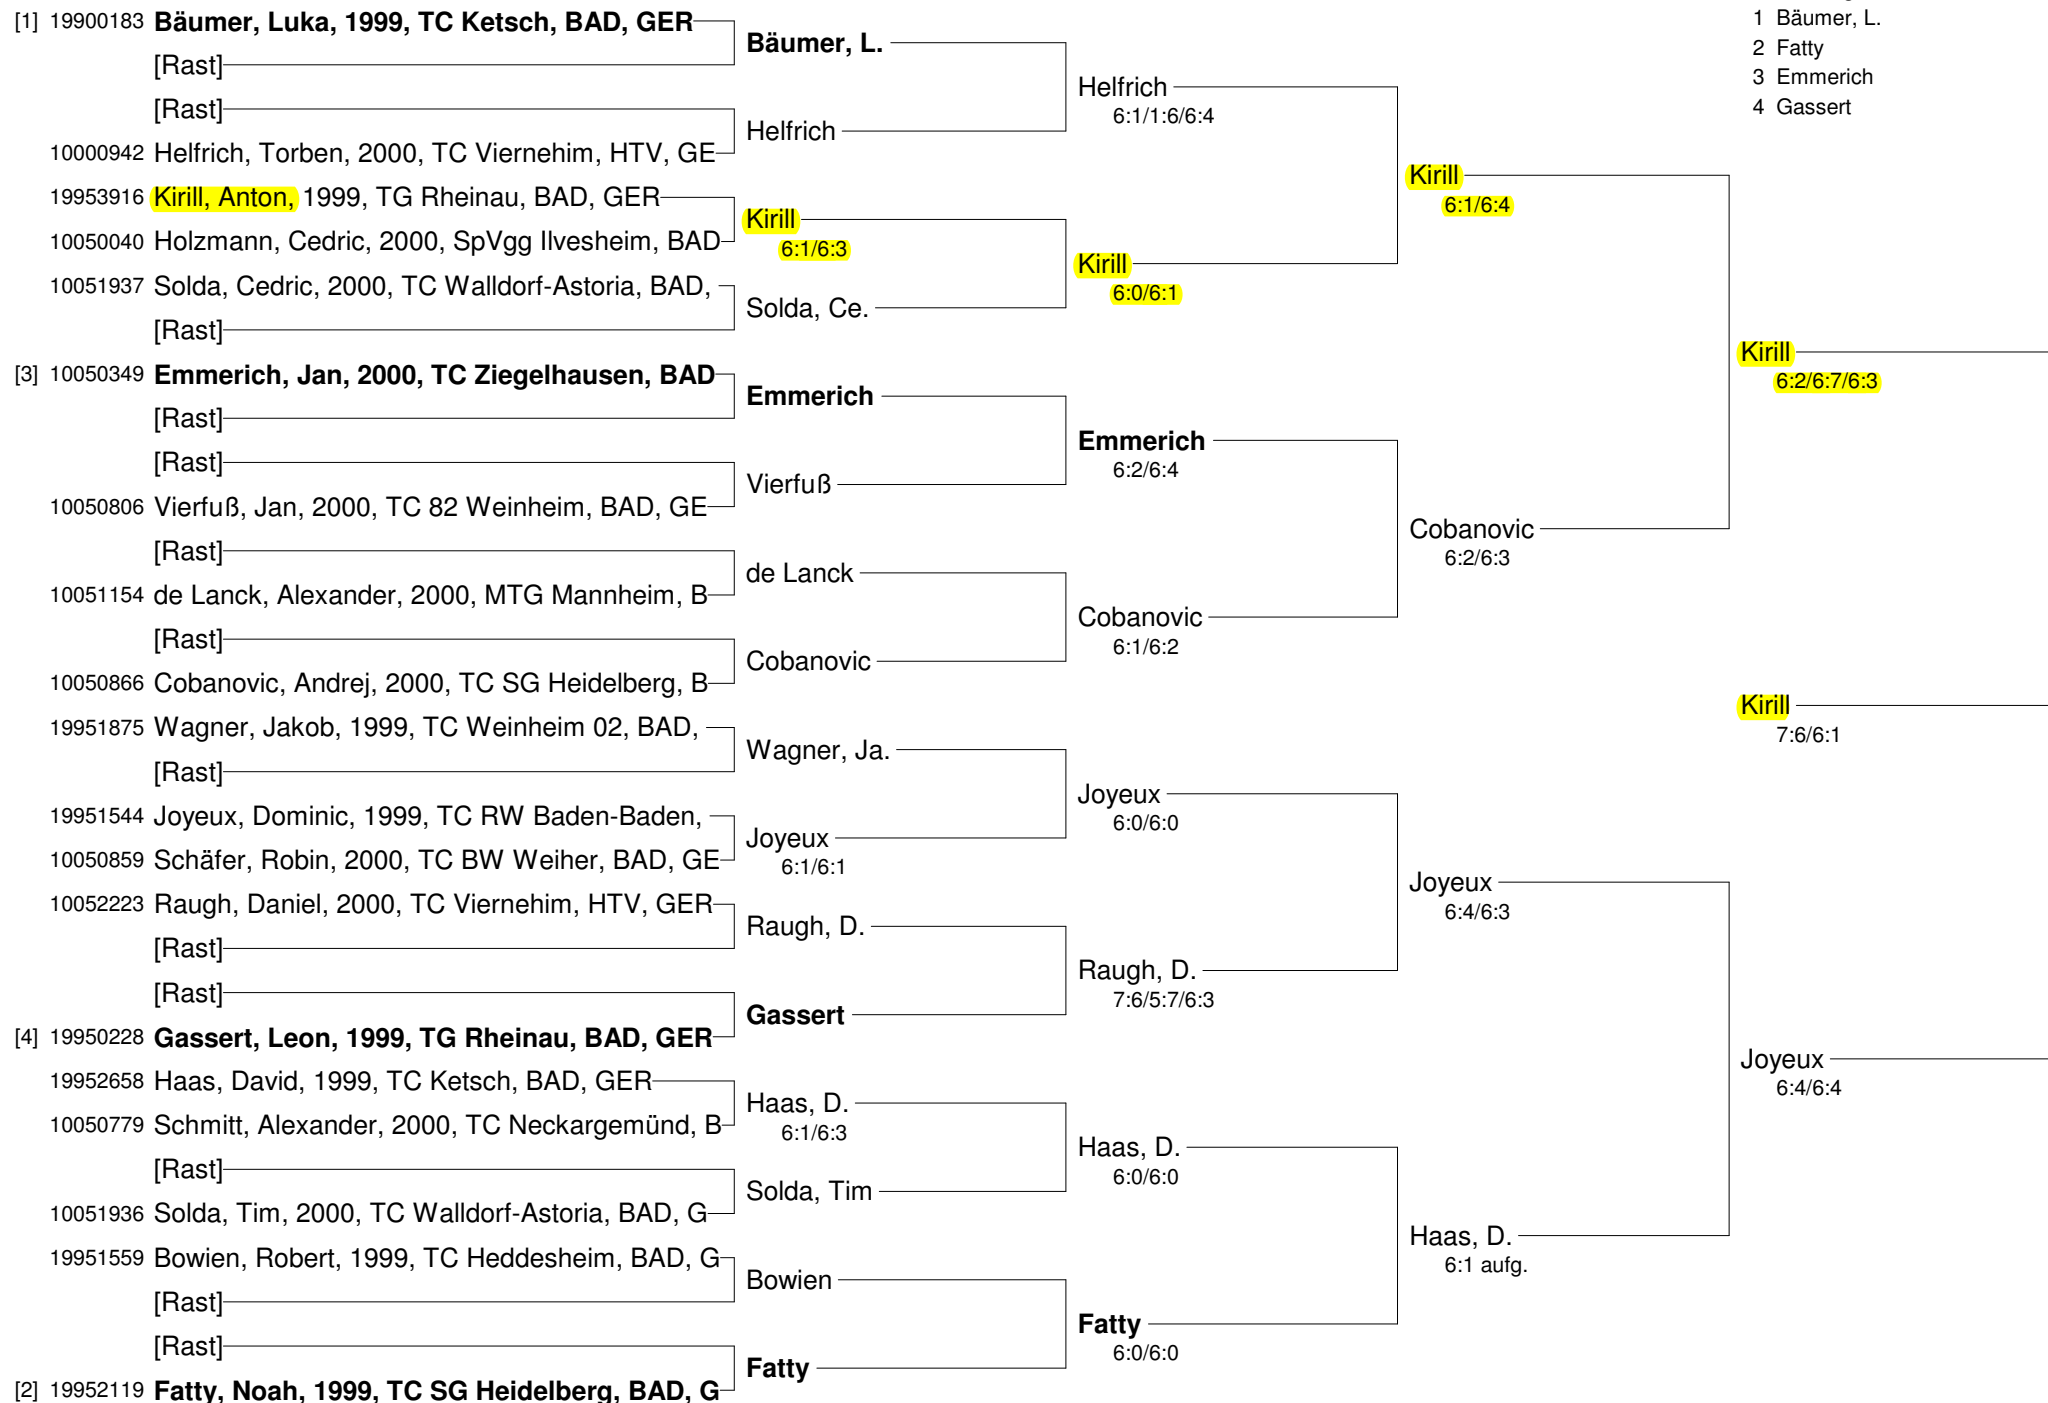 [1] 19900183 Bäumer, Luka, 1999, TC Ketsch, BAD, GER
[Rast]
[Rast]
10000942 Helfrich, Torben, 2000, TC Viernehim, HTV, GE
19953916 Kirill, Anton, 1999, TG Rheinau, BAD, GER
10050040 Holzmann, Cedric, 2000, SpVgg Ilvesheim, BAD
10051937 Solda, Cedric, 2000, TC Walldorf-Astoria, BAD,
[Rast]
[3] 10050349 Emmerich, Jan, 2000, TC Ziegelhausen, BAD
[Rast]
[Rast]
10050806 Vierfuß, Jan, 2000, TC 82 Weinheim, BAD, GE
[Rast]
10051154 de Lanck, Alexander, 2000, MTG Mannheim, B
[Rast]
10050866 Cobanovic, Andrej, 2000, TC SG Heidelberg, B
19951875 Wagner, Jakob, 1999, TC Weinheim 02, BAD,
[Rast]
19951544 Joyeux, Dominic, 1999, TC RW Baden-Baden,
10050859 Schäfer, Robin, 2000, TC BW Weiher, BAD, GE
10052223 Raugh, Daniel, 2000, TC Viernehim, HTV, GER
[Rast]
[Rast]
[4] 19950228 Gassert, Leon, 1999, TG Rheinau, BAD, GER
19952658 Haas, David, 1999, TC Ketsch, BAD, GER
10050779 Schmitt, Alexander, 2000, TC Neckargemünd, B
[Rast]
10051936 Solda, Tim, 2000, TC Walldorf-Astoria, BAD, G
19951559 Bowien, Robert, 1999, TC Heddesheim, BAD, G
[Rast]
[Rast]
[2] 19952119 Fatty, Noah, 1999, TC SG Heidelberg, BAD, G
Bäumer, L.
Helfrich
Kirill
6:1/6:3
Solda, Ce.
Emmerich
Vierfuß
de Lanck
Cobanovic
Wagner, Ja.
Joyeux
6:1/6:1
Raugh, D.
Gassert
Haas, D.
6:1/6:3
Solda, Tim
Bowien
Fatty
Helfrich
6:1/1:6/6:4
Kirill
6:0/6:1
Emmerich
6:2/6:4
Cobanovic
6:1/6:2
Joyeux
6:0/6:0
Raugh, D.
7:6/5:7/6:3
Haas, D.
6:0/6:0
Fatty
6:0/6:0
Kirill
6:1/6:4
Cobanovic
6:2/6:3
Joyeux
6:4/6:3
Haas, D.
6:1 aufg.
1 Bäumer, L.
2 Fatty
3 Emmerich
4 Gassert
Kirill
6:2/6:7/6:3
Kirill
7:6/6:1
Joyeux
6:4/6:4